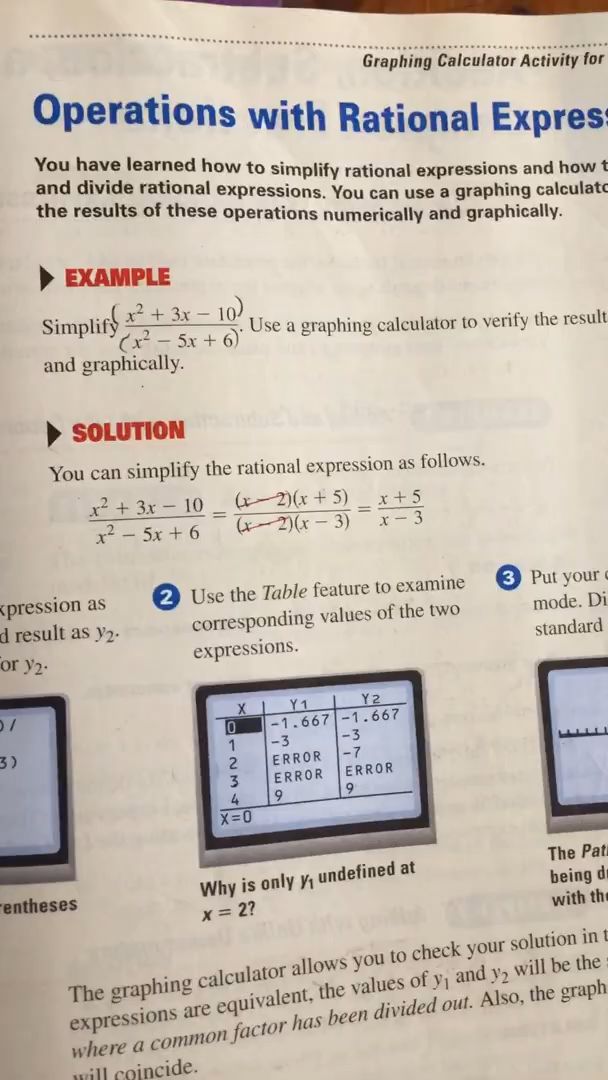 Graphing Calculator Activity for
Operations with Rational
You have learned how to simplify rational expressions and how
and divide rational expressions. You can use a graphing
the results of these operations numerically and graphically.
EXAMPLE
Simplify (x² + 3x − 10)/(x² − 5x + 6). Use a graphing calculator to verify the result
and graphically.
SOLUTION
You can simplify the rational expression as follows.
x² + 3x − 10 / x² − 5x + 6 = (x − 2)(x + 5) / (x − 2)(x − 3) = x + 5 / x − 3
as
result as y₂.
or y₂.
)/
3)
2 Use the Table feature to examine
corresponding values of the two
expressions.
X Y1 Y2
0 -1.667 -1.667
1 -3 -3
2 ERROR -7
3 ERROR ERROR
4 9 9
X=0
Why is only y₁ undefined at
x = 2?
3 Put your
mode.
standard
The
being
with
The graphing calculator allows you to check your solution in
expressions are equivalent, the values of y₁ and y₂ will be the
where a common factor has been divided out. Also, the graph
will coincide.